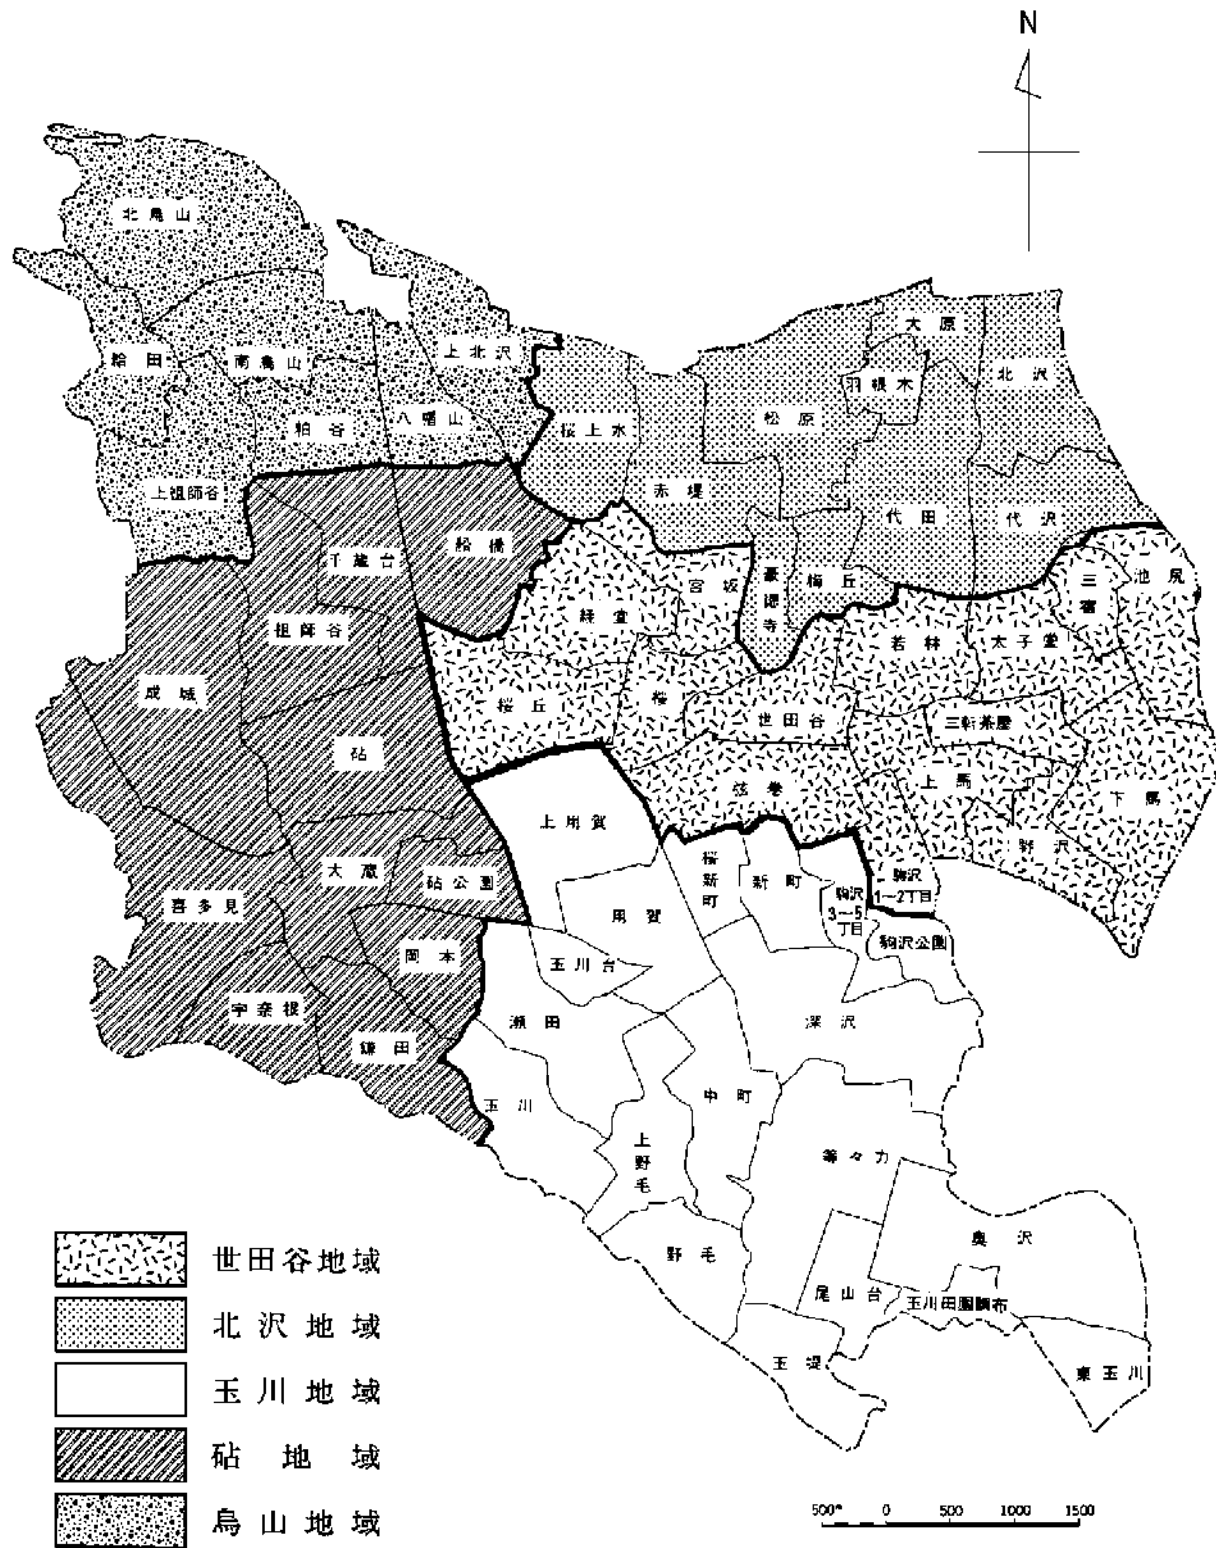 N
北烏山
給田
南烏山
上北沢
粕谷
八幡山
上祖師谷
大原
羽根木
北沢
桜上水
松原
赤堤
代田
代沢
豪徳寺
梅丘
千歳台
船橋
祖師谷
成城
砧
大蔵
砧公園
喜多見
岡本
宇奈根
鎌田
宮坂
経堂
桜丘
桜
世田谷
弦巻
若林
太子堂
三宿
池尻
三軒茶屋
上馬
下馬
野沢
駒沢
1〜2丁目
上用賀
桜新町
新町
駒沢
3〜5
丁目
駒沢公園
用賀
玉川台
瀬田
深沢
玉川
中町
上野毛
等々力
野毛
奥沢
尾山台
玉川田園調布
玉堤
東玉川
世田谷地域
北沢地域
玉川地域
砧地域
烏山地域
500m 0 500 1000 1500